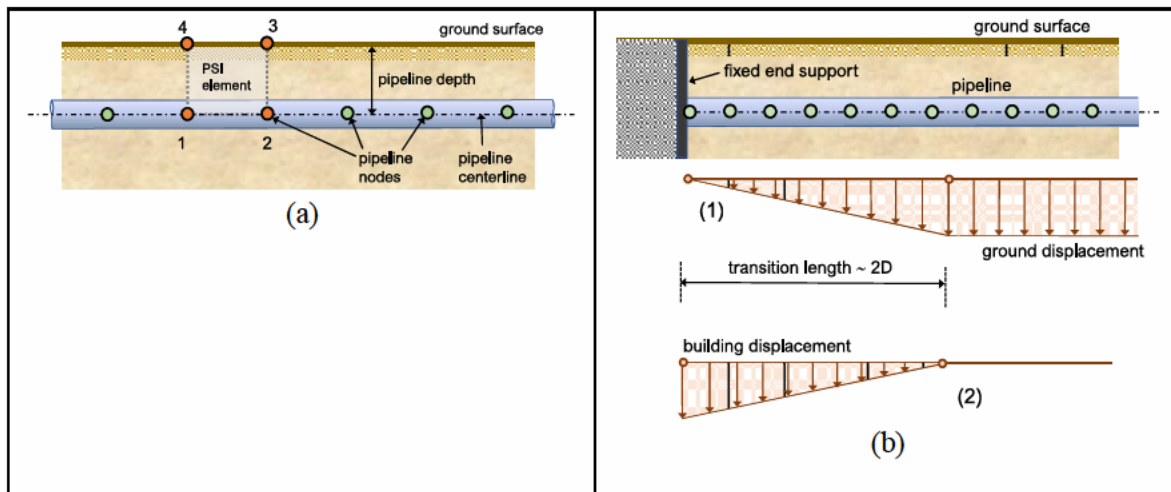 4
3
ground surface
PSI
element
pipeline depth
1
2
pipeline
nodes
pipeline
centerline
(a)
ground surface
fixed end support
pipeline
(1)
ground displacement
transition length ~ 2D
building displacement
(2)
(b)